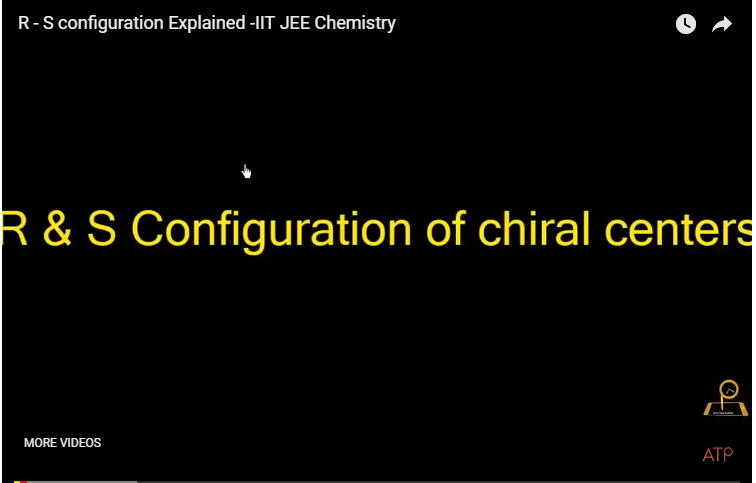 R - S configuration Explained -IIT JEE Chemistry
R & S Configuration of chiral centers
MORE VIDEOS
ATP